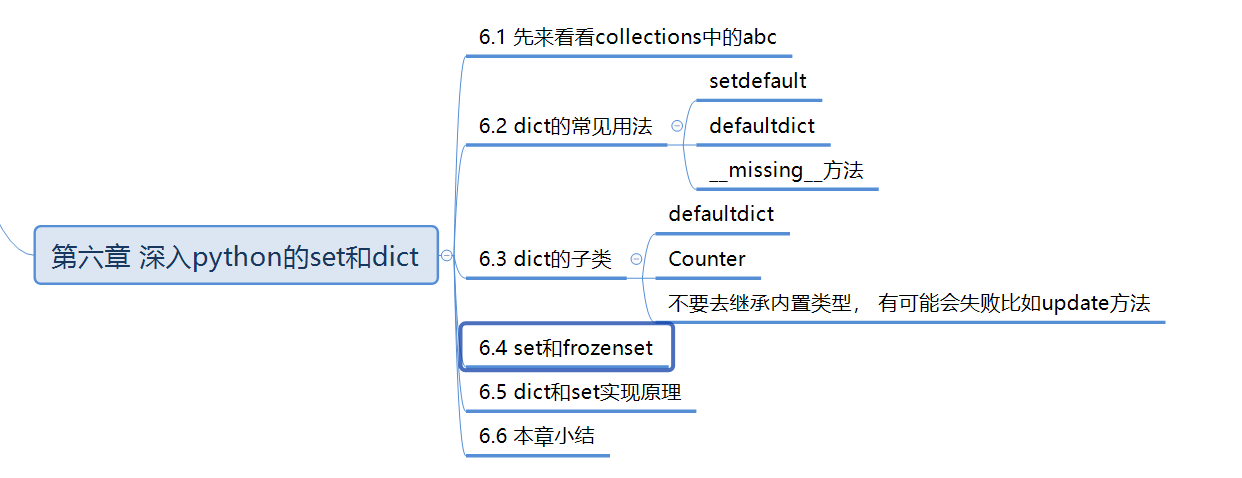 6.1 先来看看collections中的abc
setdefault
6.2 dict的常见用法
defaultdict
__missing__方法
defaultdict
第六章 深入python的set和dict
6.3 dict的子类
Counter
不要去继承内置类型， 有可能会失败比如update方法
6.4 set和frozenset
6.5 dict和set实现原理
6.6 本章小结